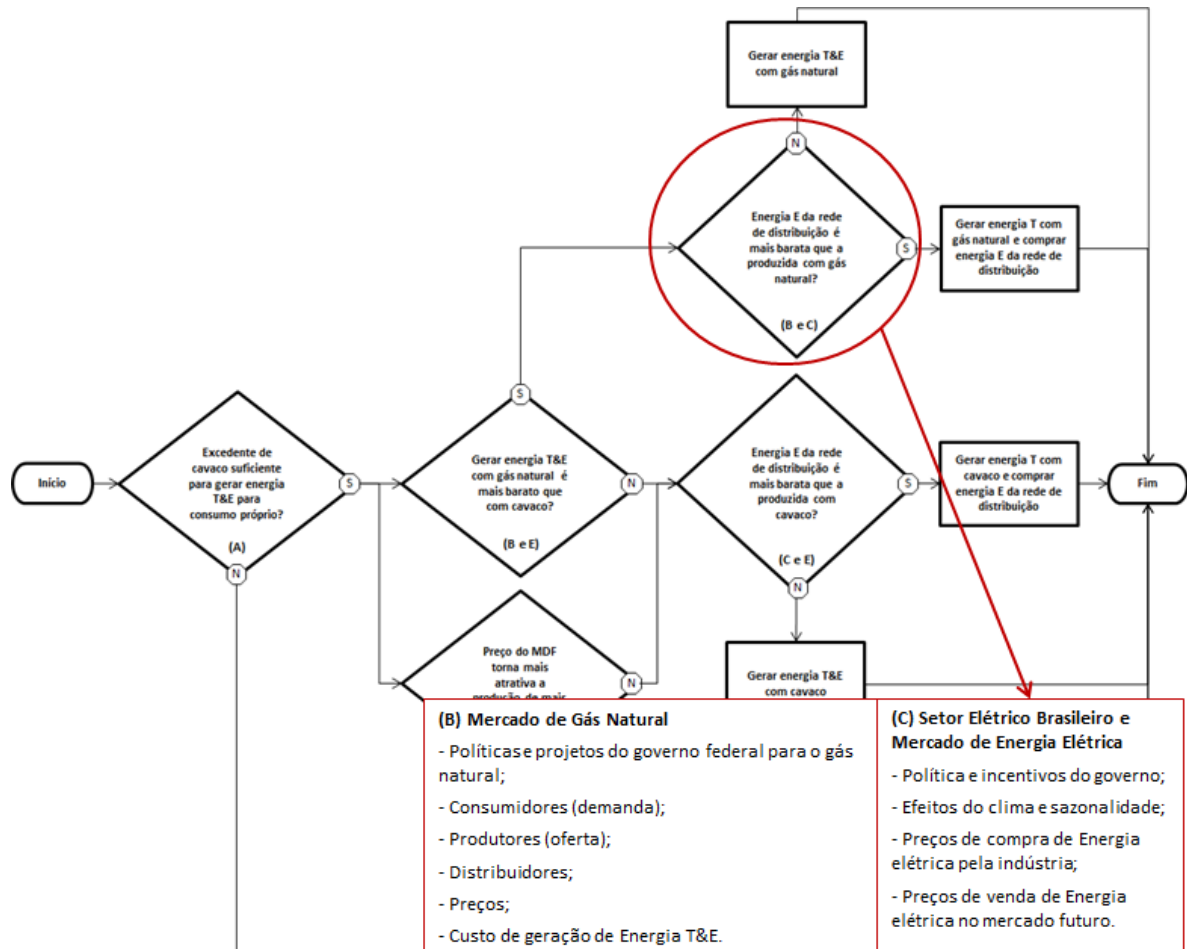 Gerar energia T&E
com gás natural
N
Energia E da rede
de distribuição é
mais barata que a
produzida com gás
natural?
(B e C)
S
Gerar energia T com
gás natural e comprar
energia E da rede de
distribuição
Início
Excedente de
cavaco suficiente
para gerar energia
T&E para
consumo próprio?
(A)
S
N
S
Gerar energia T&E
com gás natural é
mais barato que
com cavaco?
(B e E)
N
Energia E da rede
de distribuição é
mais barata que a
produzida com
cavaco?
(C e E)
S
N
Gerar energia T com
cavaco e comprar
energia E da rede de
distribuição
Fim
Preço do MDF
torna mais
atrativa a
produção de mais
N
Gerar energia T&E
com cavaco
(B) Mercado de Gás Natural
- Políticas e projetos do governo federal para o gás
natural;
- Consumidores (demanda);
- Produtores (oferta);
- Distribuidores;
- Preços;
- Custo de geração de Energia T&E.
(C) Setor Elétrico Brasileiro e
Mercado de Energia Elétrica
- Política e incentivos do governo;
- Efeitos do clima e sazonalidade;
- Preços de compra de Energia
elétrica pela indústria;
- Preços de venda de Energia
elétrica no mercado futuro.